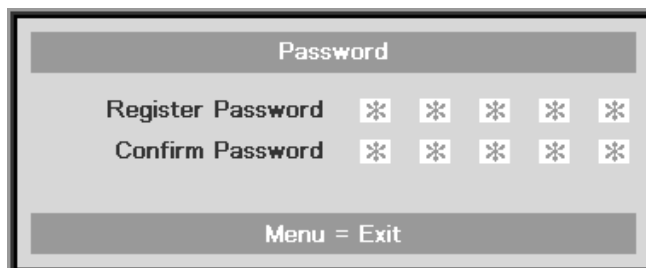 Password
Register Password * * * * *
Confirm Password * * * * *
Menu = Exit